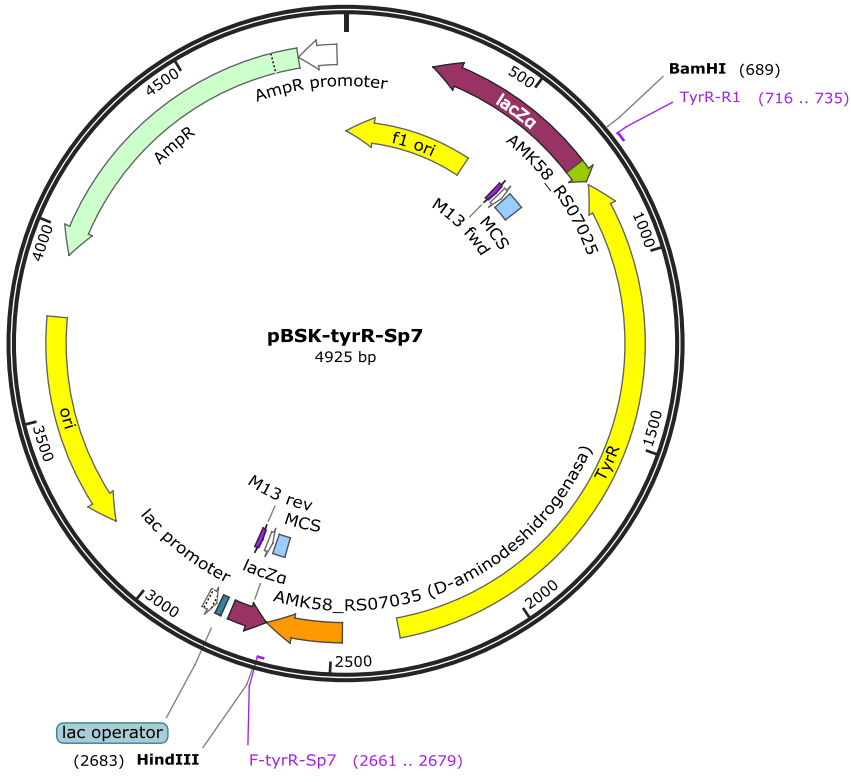 AmpR promoter
AmpR
4500
4000
3500
3000
2500
2000
1500
1000
500
lacZα
BamHI (689)
TyrR-R1 (716 .. 735)
f1 ori
AMK58_RS07025
M13 fwd
MCS
pBSK-tyrR-Sp7
4925 bp
TyrR
ori
M13 rev
MCS
lac promoter
lacZα
AMK58_RS07035 (D-aminodeshidrogenasa)
lac operator
(2683) HindIII
F-tyrR-Sp7 (2661 .. 2679)